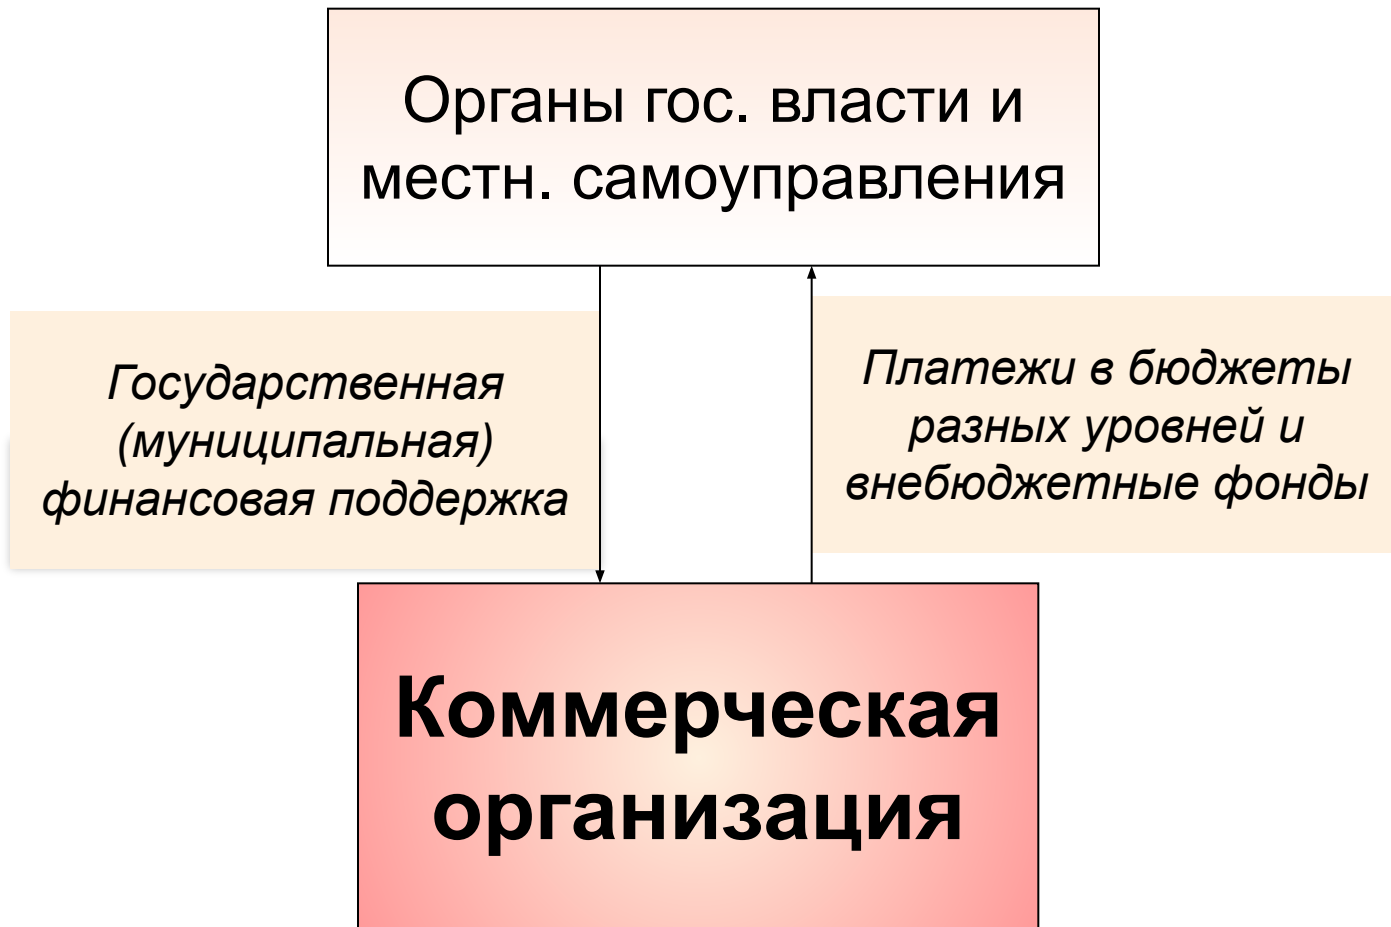 Органы гос. власти и
местн. самоуправления
Государственная
(муниципальная)
финансовая поддержка
Платежи в бюджеты
разных уровней и
внебюджетные фонды
Коммерческая
организация